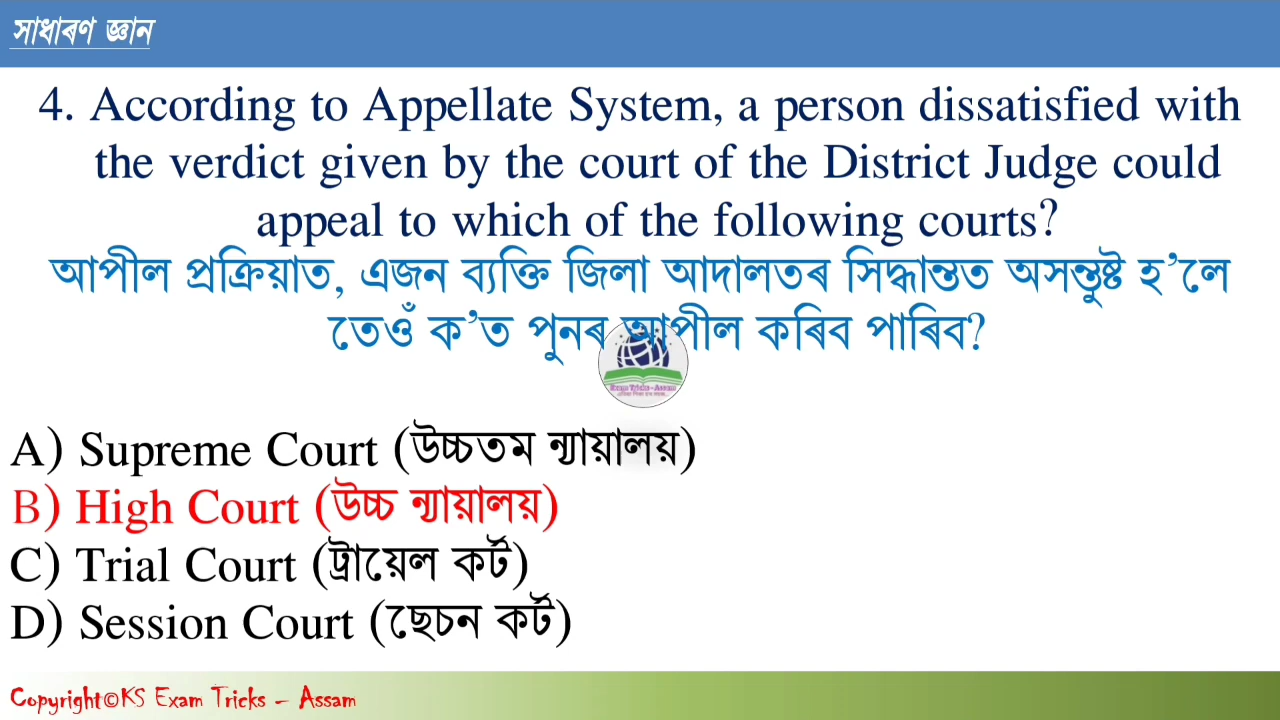 সাধাৰণ জ্ঞান
4. According to Appellate System, a person dissatisfied with
the verdict given by the court of the District Judge could
appeal to which of the following courts?
আপীল প্ৰক্ৰিয়াত, এজন ব্যক্তি জিলা আদালতৰ সিদ্ধান্তত অসন্তুষ্ট হ’লে
তেওঁ ক’ত পুনৰ আপীল কৰিব পাৰিব?
Exam Tricks-Assam
A) Supreme Court (উচ্চতম ন্যায়ালয়)
B) High Court (উচ্চ ন্যায়ালয়)
C) Trial Court (ট্ৰায়েল কৰ্ট)
D) Session Court (ছেচন কৰ্ট)
Copyright©KS Exam Tricks – Assam